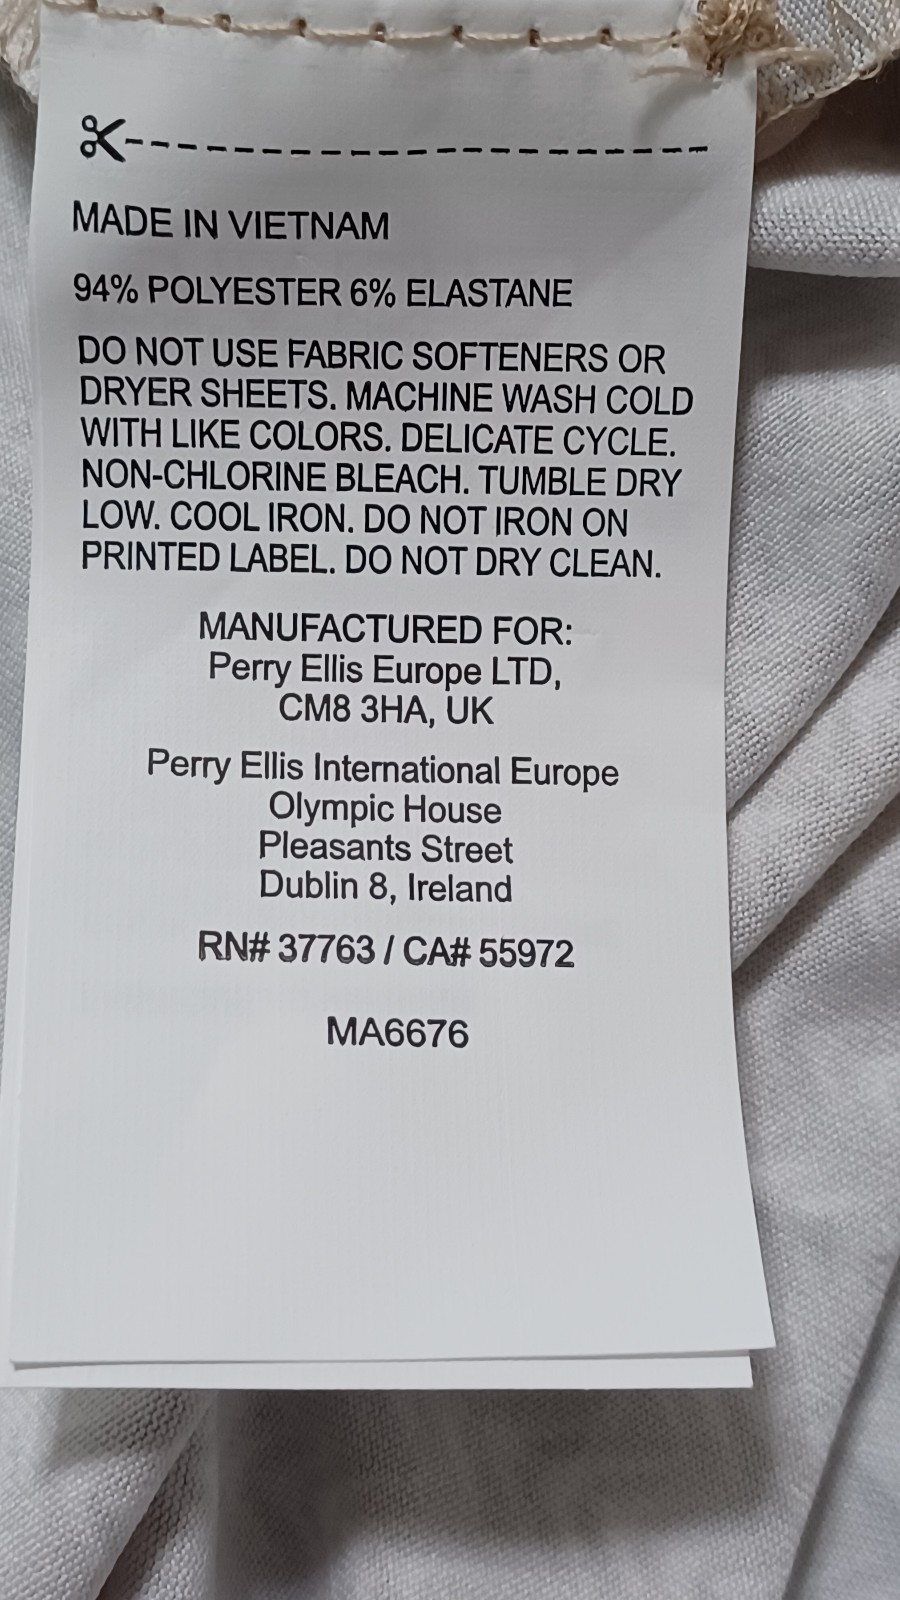 MADE IN VIETNAM
94% POLYESTER 6% ELASTANE
DO NOT USE FABRIC SOFTENERS OR
DRYER SHEETS. MACHINE WASH COLD
WITH LIKE COLORS. DELICATE CYCLE.
NON-CHLORINE BLEACH. TUMBLE DRY
LOW. COOL IRON. DO NOT IRON ON
PRINTED LABEL. DO NOT DRY CLEAN.
MANUFACTURED FOR:
Perry Ellis Europe LTD,
CM8 3HA, UK
Perry Ellis International Europe
Olympic House
Pleasants Street
Dublin 8, Ireland
RN# 37763 / CA# 55972
MA6676